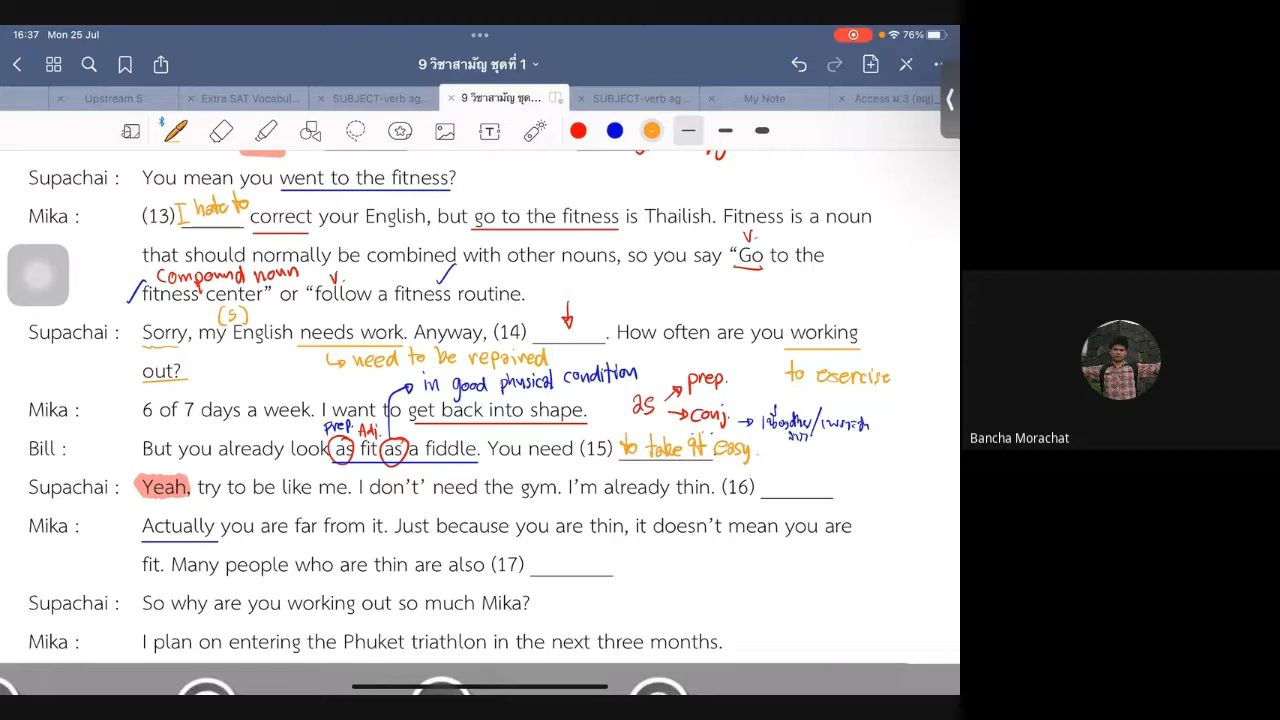 16:37 Mon 25 Jul
76%
9 วิชาสามัญ ชุดที่ 1
Upstream 5
Extra SAT Vocabul...
SUBJECT-verb ag...
9 วิชาสามัญ ชุด...
SUBJECT-verb ag...
My Note
Access ม.3 (สญ)_
Supachai : You mean you went to the fitness?
Mika : (13) I hate to correct your English, but go to the fitness is Thailish. Fitness is a noun
v.
that should normally be combined with other nouns, so you say “Go to the
compound noun v.
fitness center” or “follow a fitness routine.
(s)
Supachai : Sorry, my English needs work. Anyway, (14) ________. How often are you working
need to be repaired
out?
to exercise
in good physical condition
as prep.
conj.
Mika : 6 of 7 days a week. I want to get back into shape.
prep. Adj.
Bill : But you already look as fit as a fiddle. You need (15) to take it easy.
Supachai : Yeah, try to be like me. I don’t’ need the gym. I’m already thin. (16) ________
Mika : Actually you are far from it. Just because you are thin, it doesn’t mean you are
fit. Many people who are thin are also (17) ________
Supachai : So why are you working out so much Mika?
Mika : I plan on entering the Phuket triathlon in the next three months.
Bancha Morachat